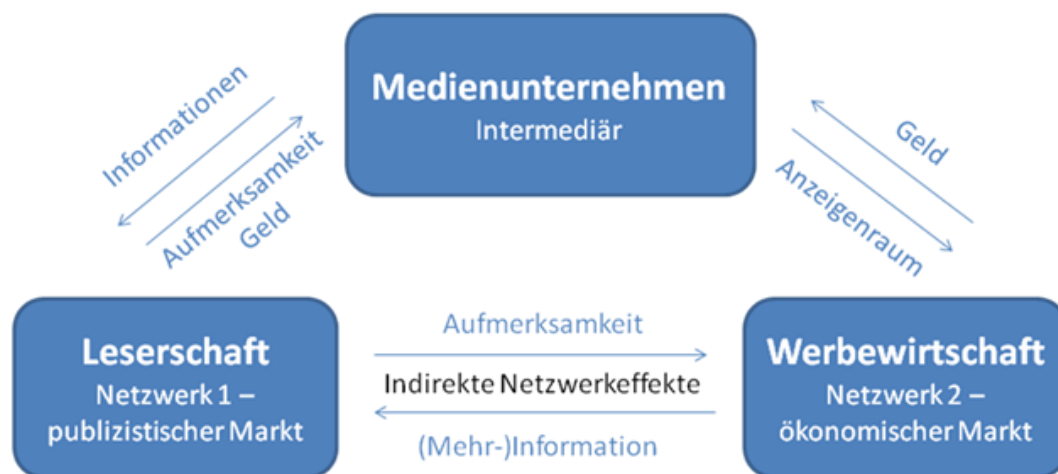 Medienunternehmen
Intermediär
Informationen
Aufmerksamkeit
Geld
Geld
Anzeigenraum
Leserschaft
Netzwerk 1 –
publizistischer Markt
Aufmerksamkeit
Indirekte Netzwerkeffekte
(Mehr-)Information
Werbewirtschaft
Netzwerk 2 –
ökonomischer Markt